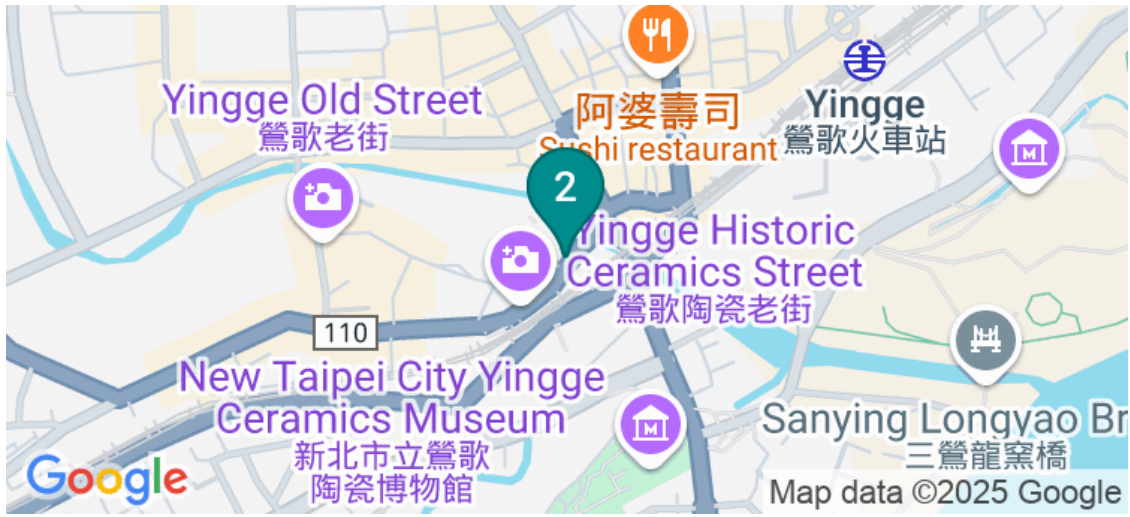 Yingge Old Street
鶯歌老街
阿婆壽司
Sushi restaurant
Yingge
鶯歌火車站
2
Yingge Historic
Ceramics Street
鶯歌陶瓷老街
110
New Taipei City Yingge
Ceramics Museum
新北市立鶯歌
陶瓷博物館
M
M
Sanying Longyao Br
三鶯龍窯橋
Google
Map data ©2025 Google